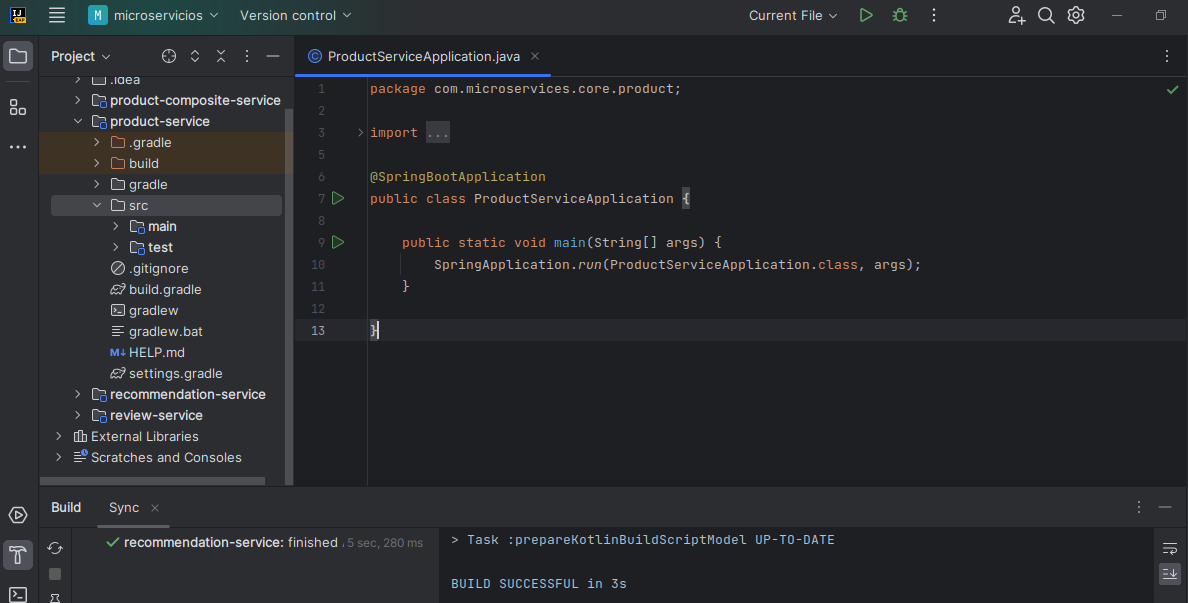 IJ
EAP
M microservicios Version control Current File
Project
ProductServiceApplication.java
.idea
product-composite-service
product-service
.gradle
build
gradle
src
main
test
.gitignore
build.gradle
gradlew
gradlew.bat
M↓ HELP.md
settings.gradle
recommendation-service
review-service
External Libraries
Scratches and Consoles
1 package com.microservices.core.product;
2
3 import ...
5
6 @SpringBootApplication
7 public class ProductServiceApplication {
8
9 public static void main(String[] args) {
10 SpringApplication.run(ProductServiceApplication.class, args);
11 }
12
13 }
Build Sync
recommendation-service: finished 5 sec, 280 ms
> Task :prepareKotlinBuildScriptModel UP-TO-DATE
BUILD SUCCESSFUL in 3s